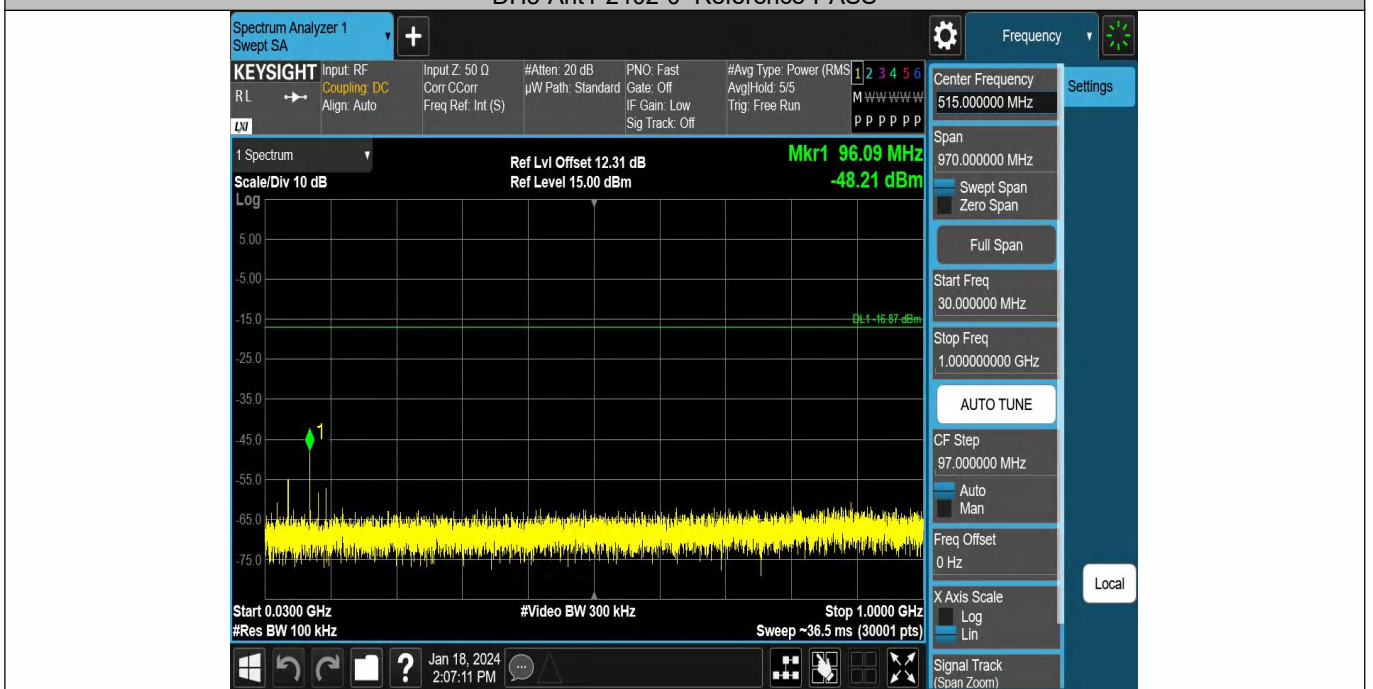 Spectrum Analyzer 1
Swept SA
+
Frequency
KEYSIGHT
RL
LXI
Input: RF
Coupling: DC
Align: Auto
Input Z: 50 Ω
Corr CCorr
Freq Ref: Int (S)
#Atten: 20 dB
µW Path: Standard
PNO: Fast
Gate: Off
IF Gain: Low
Sig Track: Off
#Avg Type: Power (RMS
Avg|Hold: 5/5
Trig: Free Run
1 2 3 4 5 6
M W W W W W
P P P P P P
1 Spectrum
Scale/Div 10 dB
Ref Lvl Offset 12.31 dB
Ref Level 15.00 dBm
Mkr1 96.09 MHz
-48.21 dBm
Log
5.00
-5.00
-15.0
DL1 -16.87 dBm
-25.0
-35.0
1
-45.0
-55.0
-65.0
-75.0
Start 0.0300 GHz
#Res BW 100 kHz
#Video BW 300 kHz
Stop 1.0000 GHz
Sweep ~36.5 ms (30001 pts)
?
Jan 18, 2024
2:07:11 PM
Center Frequency
515.000000 MHz
Settings
Span
970.000000 MHz
Swept Span
Zero Span
Full Span
Start Freq
30.000000 MHz
Stop Freq
1.000000000 GHz
AUTO TUNE
CF Step
97.000000 MHz
Auto
Man
Freq Offset
0 Hz
X Axis Scale
Log
Lin
Local
Signal Track
(Span Zoom)